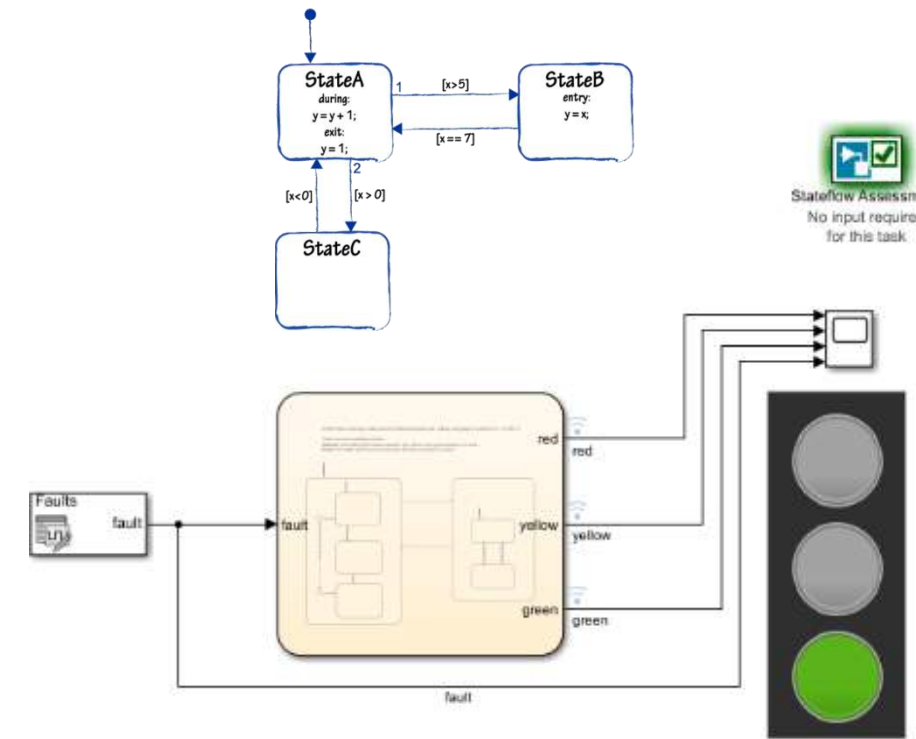 StateA
during:
y = y + 1;
exit:
y = 1;
1
[x>5]
StateB
entry:
y = x;
[x == 7]
2
[x<0]
[x > 0]
StateC
Stateflow Assessm
No input require
for this task
Faults
fault
fault
red
red
yellow
yellow
green
green
fault